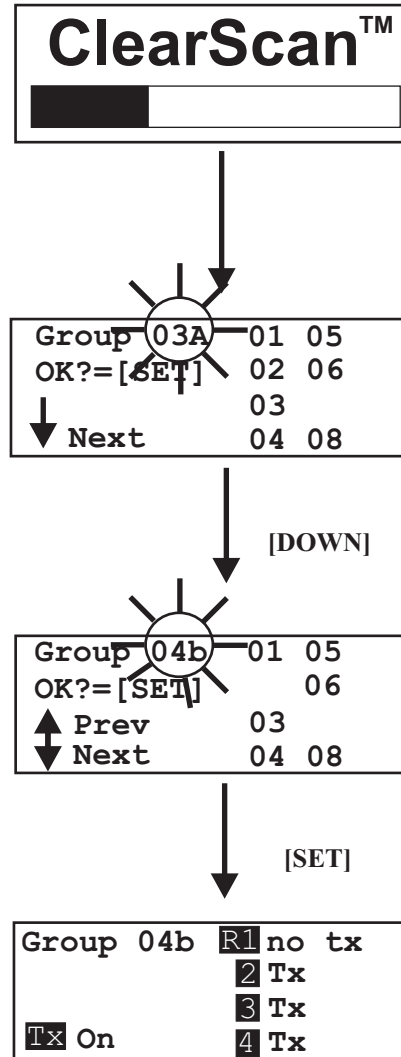 ClearScan™
Group 03A 01 05
OK?=[SET] 02 06
03
Next 04 08
[DOWN]
Group 04b 01 05
OK?=[SET] 06
Prev 03
Next 04 08
[SET]
Group 04b R1 no tx
2 Tx
3 Tx
Tx On 4 Tx